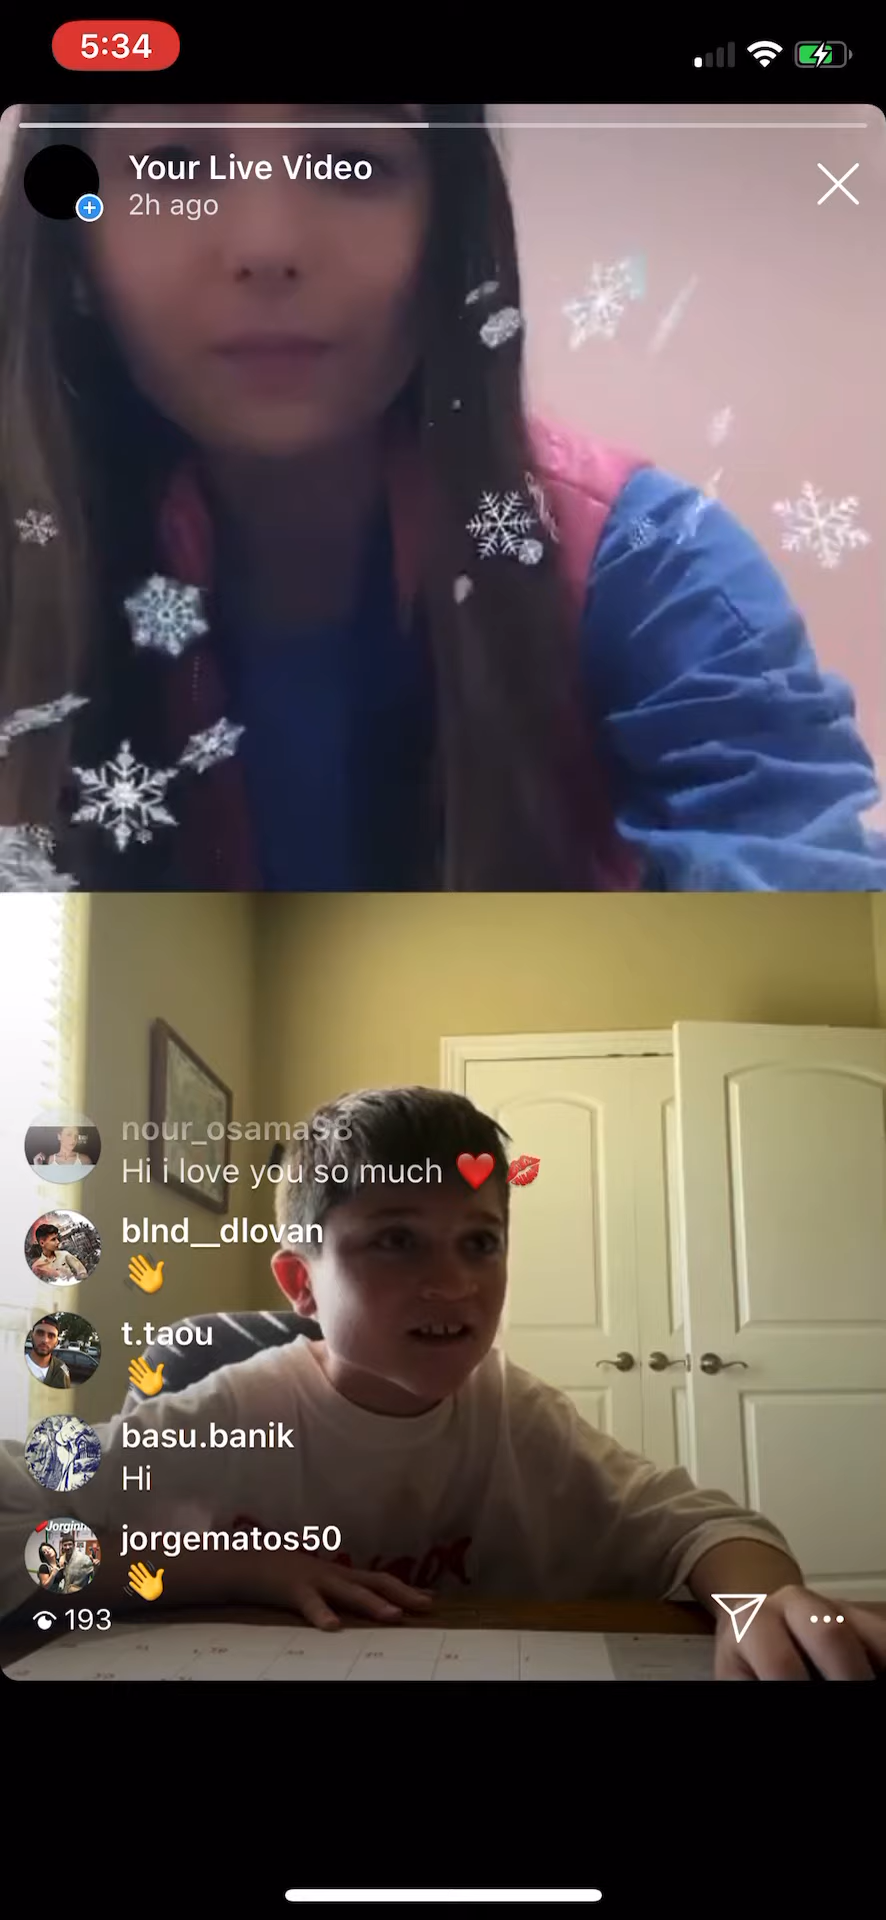 5:34
Your Live Video
2h ago
nour_osama98
Hi i love you so much ❤️💋
blnd__dlovan
👋
t.taou
👋
basu.banik
Hi
jorgematos50
👋
193